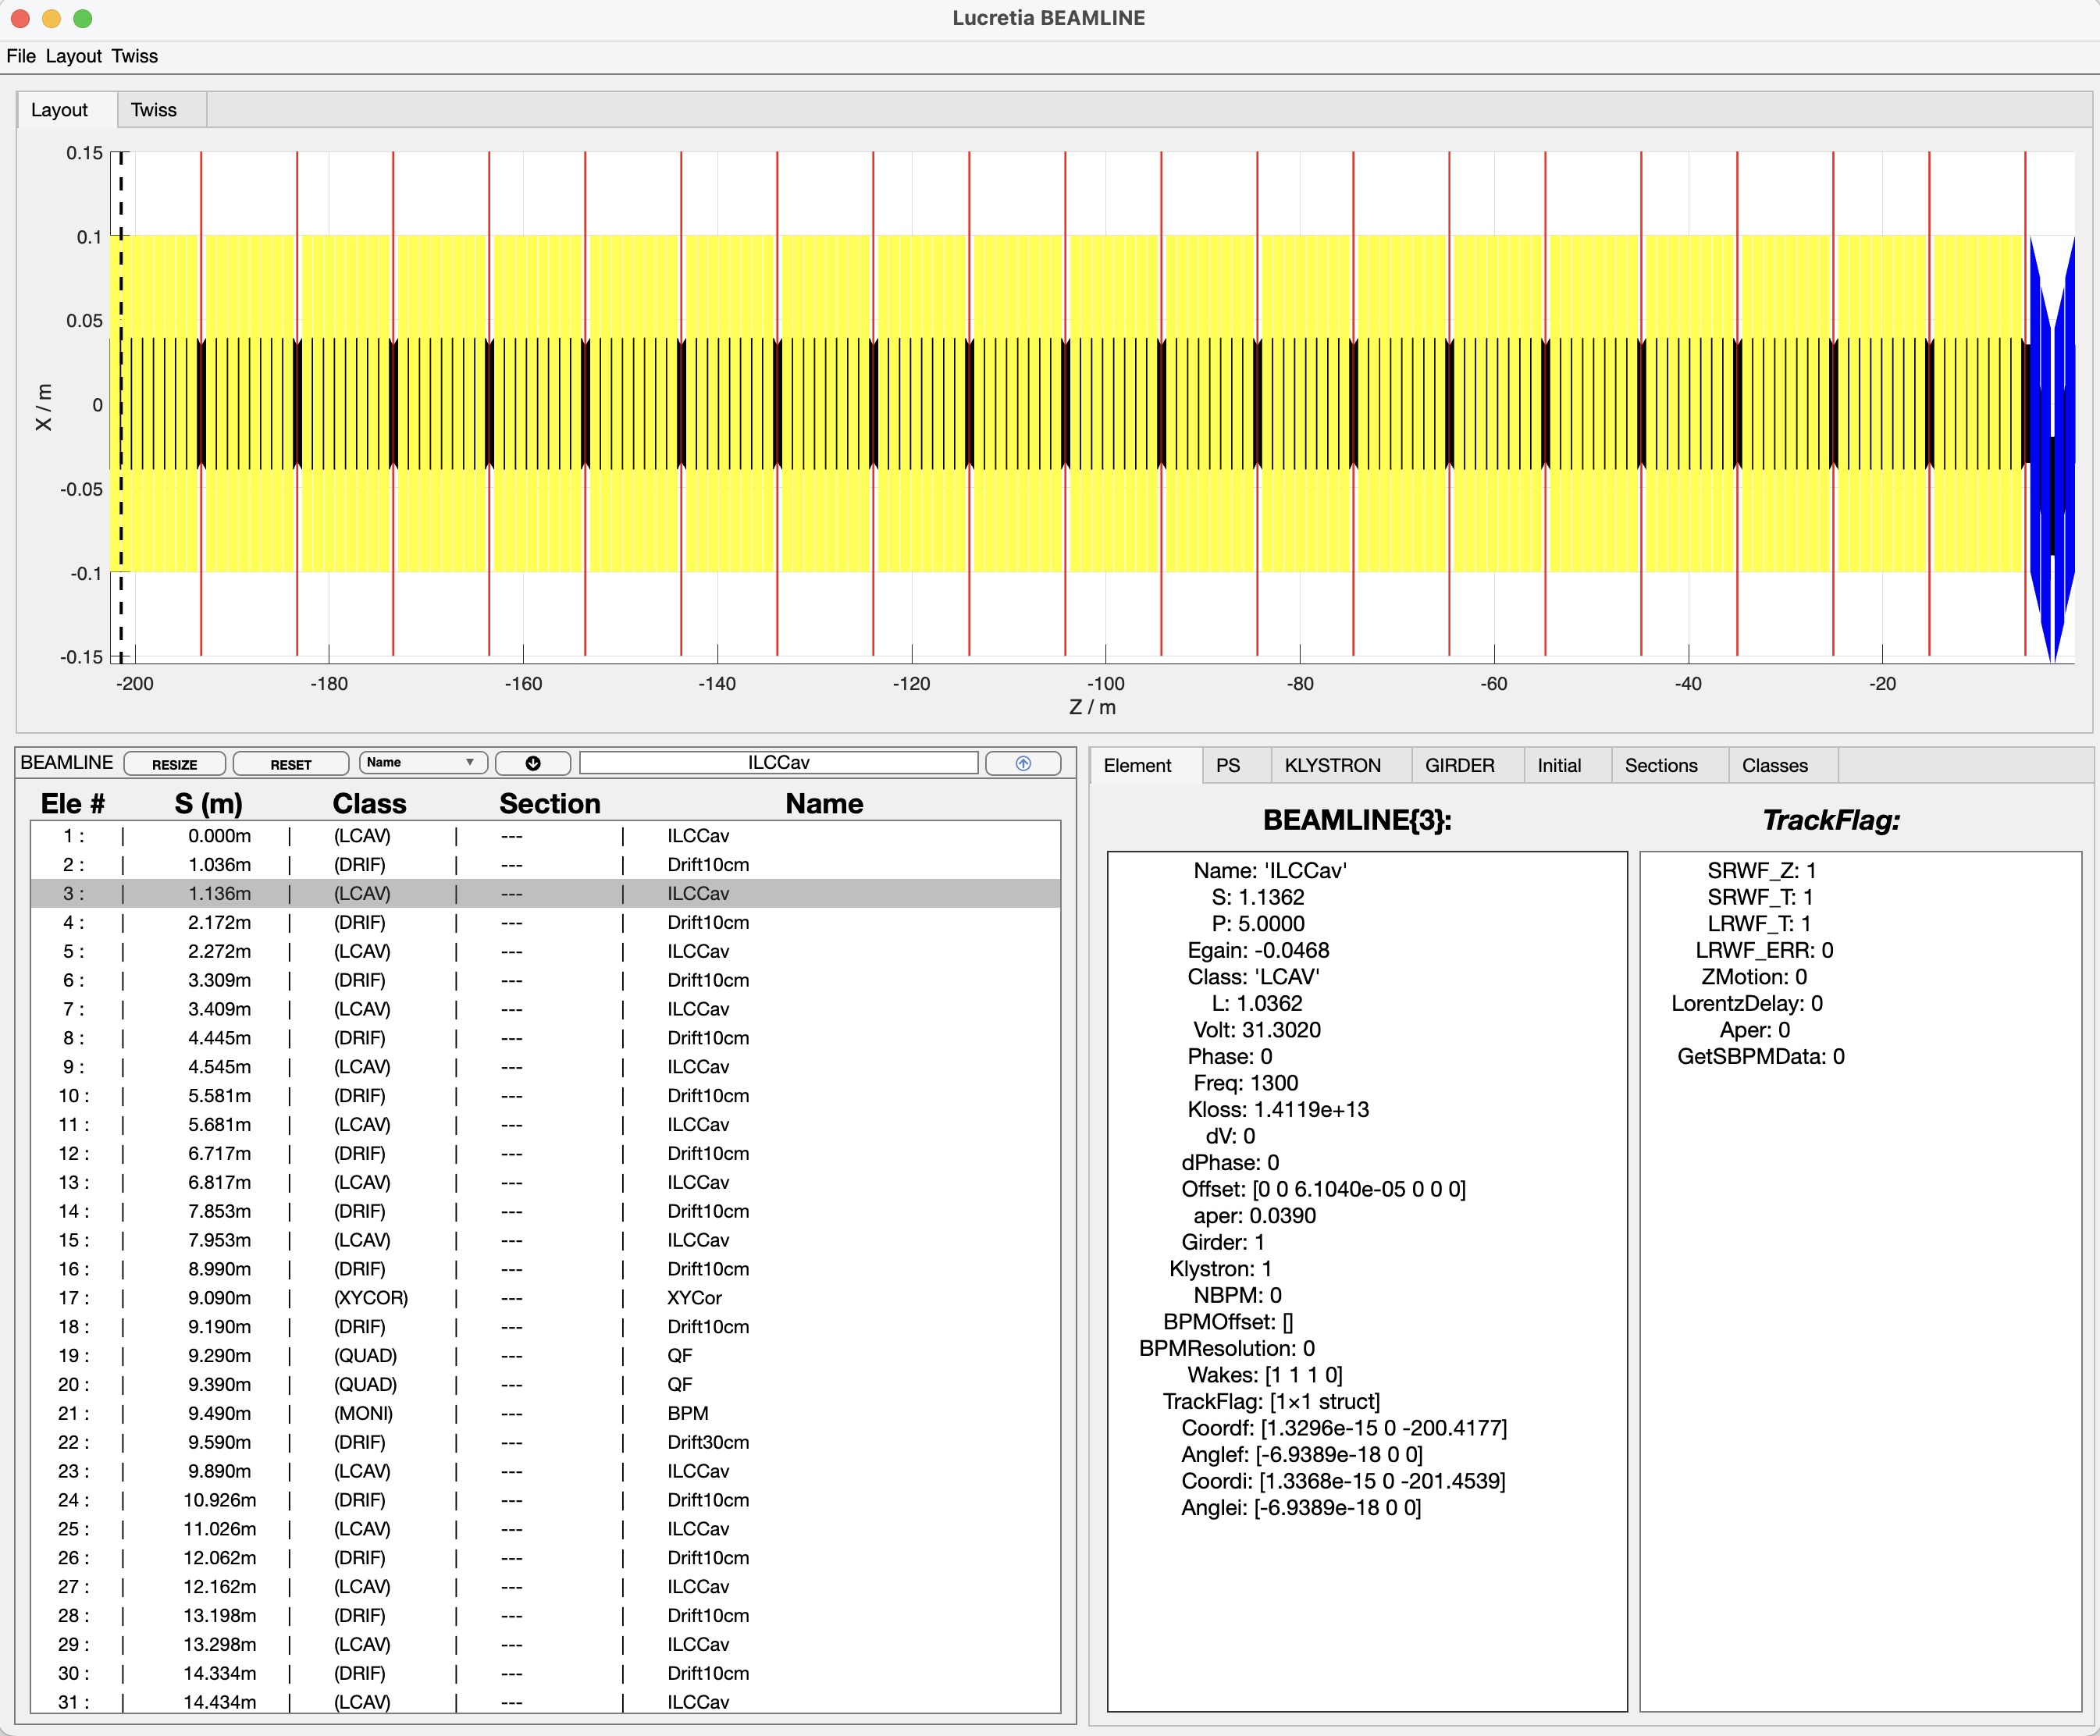 Lucretia BEAMLINE
File Layout Twiss
Layout Twiss
0.15
0.1
0.05
0
-0.05
-0.1
-0.15
X / m
-200 -180 -160 -140 -120 -100 -80 -60 -40 -20
Z / m
BEAMLINE RESIZE RESET Name ILCCav
Ele # S (m) Class Section Name
1 : | 0.000m | (LCAV) | --- | ILCCav
2 : | 1.036m | (DRIF) | --- | Drift10cm
3 : | 1.136m | (LCAV) | --- | ILCCav
4 : | 2.172m | (DRIF) | --- | Drift10cm
5 : | 2.272m | (LCAV) | --- | ILCCav
6 : | 3.309m | (DRIF) | --- | Drift10cm
7 : | 3.409m | (LCAV) | --- | ILCCav
8 : | 4.445m | (DRIF) | --- | Drift10cm
9 : | 4.545m | (LCAV) | --- | ILCCav
10 : | 5.581m | (DRIF) | --- | Drift10cm
11 : | 5.681m | (LCAV) | --- | ILCCav
12 : | 6.717m | (DRIF) | --- | Drift10cm
13 : | 6.817m | (LCAV) | --- | ILCCav
14 : | 7.853m | (DRIF) | --- | Drift10cm
15 : | 7.953m | (LCAV) | --- | ILCCav
16 : | 8.990m | (DRIF) | --- | Drift10cm
17 : | 9.090m | (XYCOR) | --- | XYCor
18 : | 9.190m | (DRIF) | --- | Drift10cm
19 : | 9.290m | (QUAD) | --- | QF
20 : | 9.390m | (QUAD) | --- | QF
21 : | 9.490m | (MONI) | --- | BPM
22 : | 9.590m | (DRIF) | --- | Drift30cm
23 : | 9.890m | (LCAV) | --- | ILCCav
24 : | 10.926m | (DRIF) | --- | Drift10cm
25 : | 11.026m | (LCAV) | --- | ILCCav
26 : | 12.062m | (DRIF) | --- | Drift10cm
27 : | 12.162m | (LCAV) | --- | ILCCav
28 : | 13.198m | (DRIF) | --- | Drift10cm
29 : | 13.298m | (LCAV) | --- | ILCCav
30 : | 14.334m | (DRIF) | --- | Drift10cm
31 : | 14.434m | (LCAV) | --- | ILCCav
Element PS KLYSTRON GIRDER Initial Sections Classes
BEAMLINE{3}:
Name: 'ILCCav'
S: 1.1362
P: 5.0000
Egain: -0.0468
Class: 'LCAV'
L: 1.0362
Volt: 31.3020
Phase: 0
Freq: 1300
Kloss: 1.4119e+13
dV: 0
dPhase: 0
Offset: [0 0 6.1040e-05 0 0 0]
aper: 0.0390
Girder: 1
Klystron: 1
NBPM: 0
BPMOffset: []
BPMResolution: 0
Wakes: [1 1 1 0]
TrackFlag: [1×1 struct]
Coordf: [1.3296e-15 0 -200.4177]
Anglef: [-6.9389e-18 0 0]
Coordi: [1.3368e-15 0 -201.4539]
Anglei: [-6.9389e-18 0 0]
TrackFlag:
SRWF_Z: 1
SRWF_T: 1
LRWF_T: 1
LRWF_ERR: 0
ZMotion: 0
LorentzDelay: 0
Aper: 0
GetSBPMData: 0